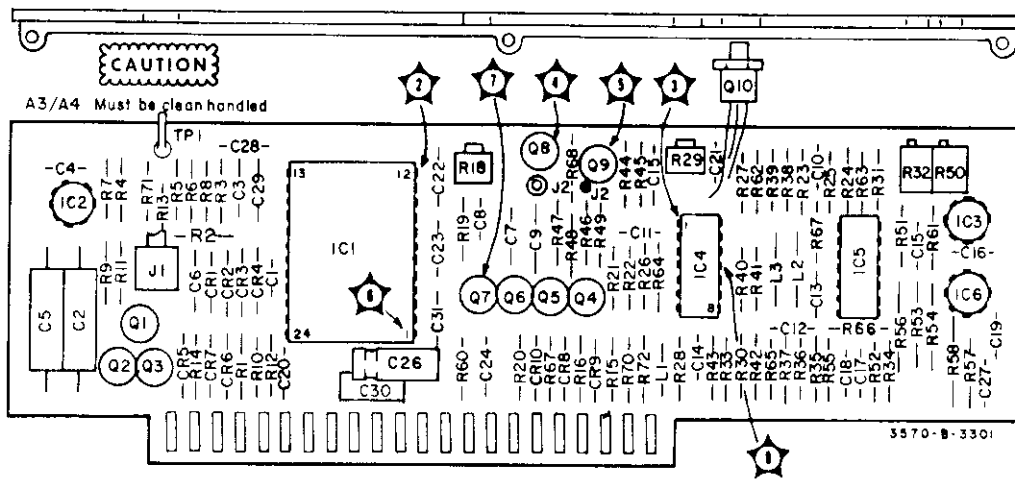 CAUTION
A3/A4 Must be clean handled
TP1
2
7
4
5
3
Q10
-C4-
IC2
R7
R4
R71
R13
R5
R6
R8
R3
C3
-C28-
C29
-R2-
13
12
IC1
24
1
6
C22
R18
R19
C8
C23
C31
Q8
J2
C7
C9
R47
R48
R68
Q9
J2
R46
R49
R44
R45
C15
-C11-
R29
-C21-
1
IC4
8
R27
R62
R39
R38
R23
C10
R25
R24
R63
R31
R67
R32
R50
R51
C15
R61
IC3
-C16-
IC6
R9
R11
J1
C6
CR1
CR2
CR3
CR4
C1
Q7
Q6
Q5
Q4
R21
R22
R26
R64
R40
R41
L3
L2
C13
IC5
C5
C2
Q1
Q2
Q3
CR5
R14
CR7
CR6
R1
R10
R12
C20
C26
C30
R60
C24
R20
CR10
R67
CR8
R16
CR9
R15
R70
R72
L1
R28
-C14-
R43
R33
R30
R42
R65
R37
-C12-
R36
R35
R55
-R66-
C18
C17
R52
R34
R56
R53
R54
R58
R57
C27
C19
3570-B-3301